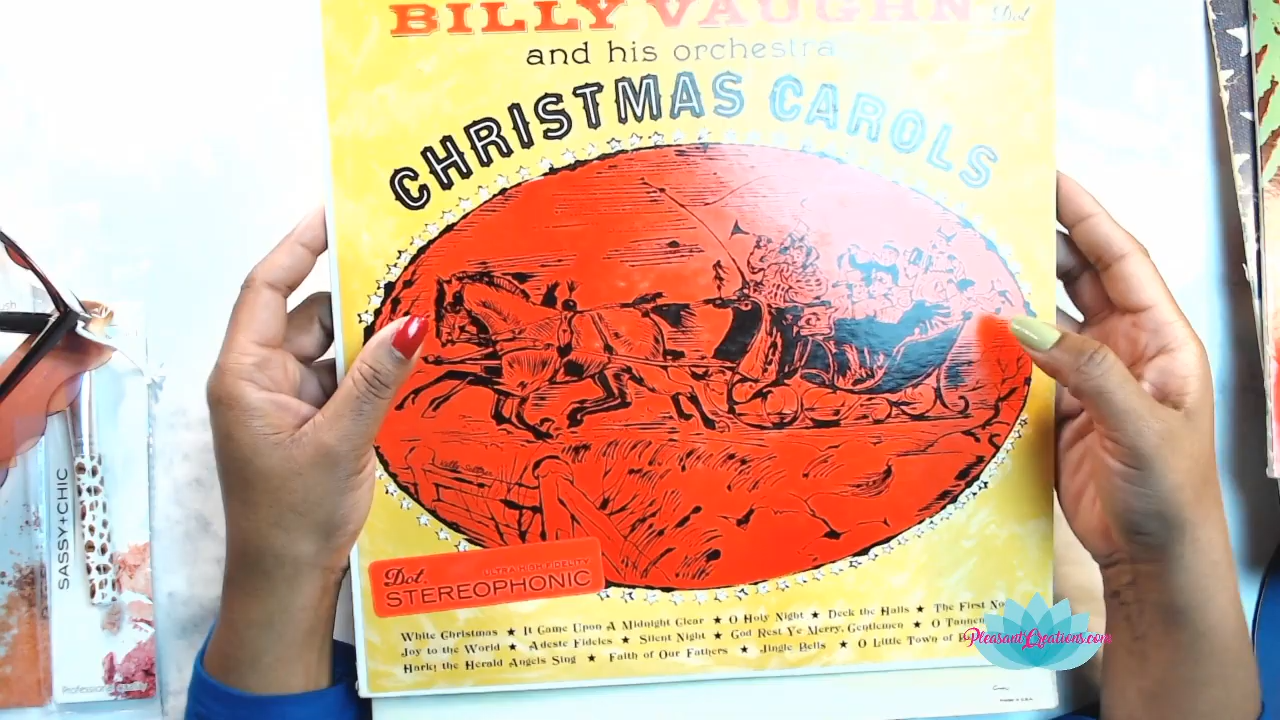 BILLY VAUGHN
Dot
and his orchestra
CHRISTMAS CAROLS
Dot.
ULTRA HIGH FIDELITY
STEREOPHONIC
White Christmas ★ It Came Upon A Midnight Clear ★ O Holy Night ★ Deck the Halls ★ The First No
Joy to the World ★ Adeste Fideles ★ Silent Night ★ God Rest Ye Merry, Gentlemen ★ O Tannen
Hark! the Herald Angels Sing ★ Faith of Our Fathers ★ Jingle Bells ★ O Little Town of
PleasantCreations.com
SASSY+CHIC
Professional Quality